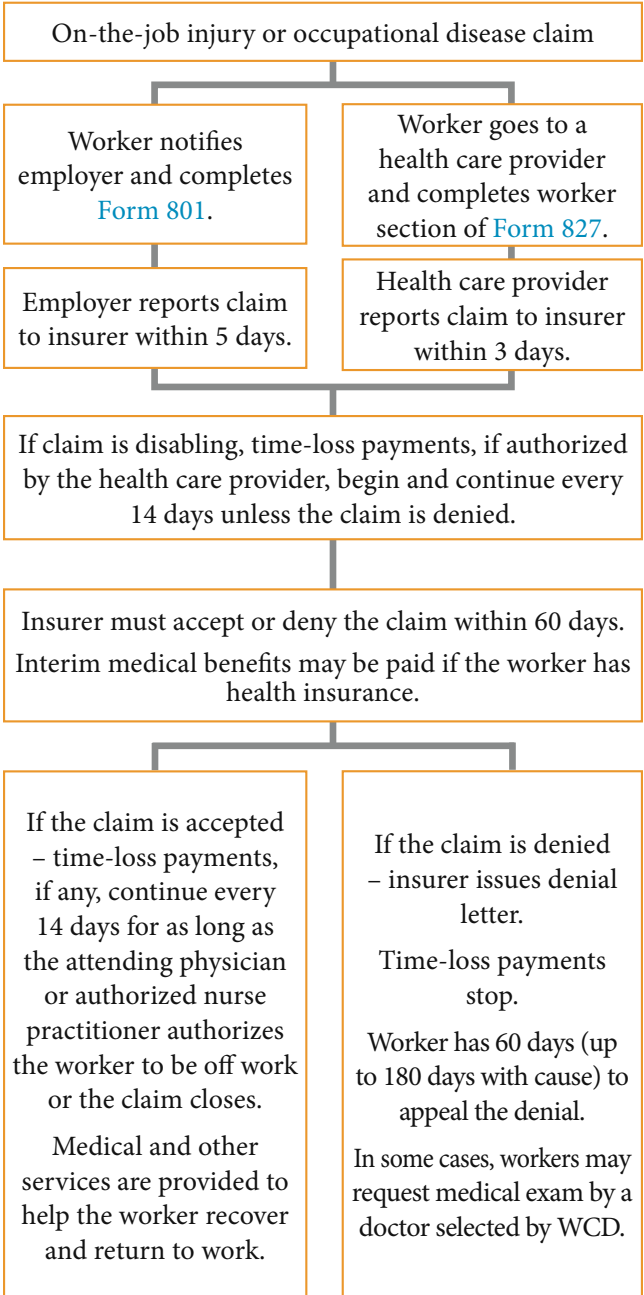 On-the-job injury or occupational disease claim
Worker notifies
employer and completes
Form 801.
Worker goes to a
health care provider
and completes worker
section of Form 827.
Employer reports claim
to insurer within 5 days.
Health care provider
reports claim to insurer
within 3 days.
If claim is disabling, time-loss payments, if authorized
by the health care provider, begin and continue every
14 days unless the claim is denied.
Insurer must accept or deny the claim within 60 days.
Interim medical benefits may be paid if the worker has
health insurance.
If the claim is accepted
– time-loss payments,
if any, continue every
14 days for as long as
the attending physician
or authorized nurse
practitioner authorizes
the worker to be off work
or the claim closes.
Medical and other
services are provided to
help the worker recover
and return to work.
If the claim is denied
– insurer issues denial
letter.
Time-loss payments
stop.
Worker has 60 days (up
to 180 days with cause) to
appeal the denial.
In some cases, workers may
request medical exam by a
doctor selected by WCD.